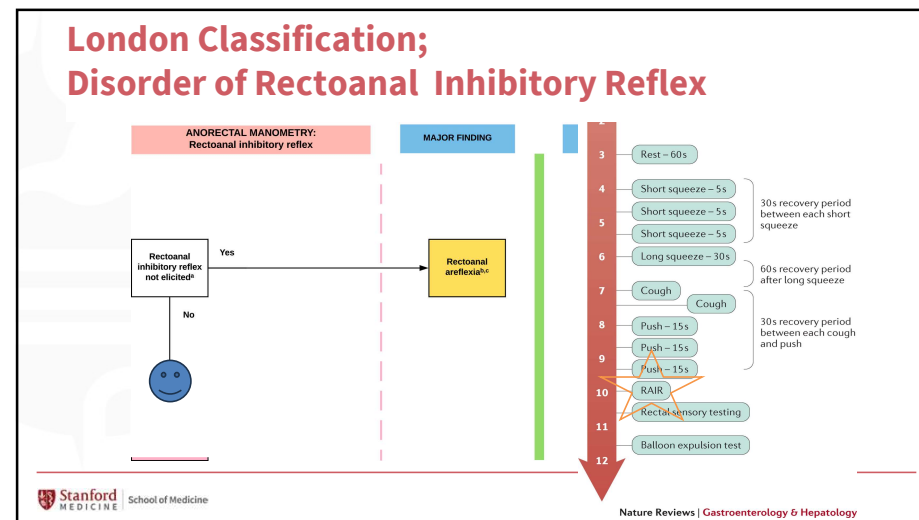 London Classification;
Disorder of Rectoanal Inhibitory Reflex
ANORECTAL MANOMETRY:
Rectoanal inhibitory reflex
MAJOR FINDING
Rectoanal
inhibitory reflex
not elicitedᵃ
Yes
Rectoanal
areflexiaᵇ,ᶜ
No
3
Rest – 60s
4
Short squeeze – 5s
Short squeeze – 5s
5
Short squeeze – 5s
30s recovery period
between each short
squeeze
6
Long squeeze – 30s
60s recovery period
after long squeeze
7
Cough
Cough
8
Push – 15s
Push – 15s
9
Push – 15s
30s recovery period
between each cough
and push
10
RAIR
Rectal sensory testing
11
Balloon expulsion test
12
Stanford
MEDICINE
School of Medicine
Nature Reviews | Gastroenterology & Hepatology